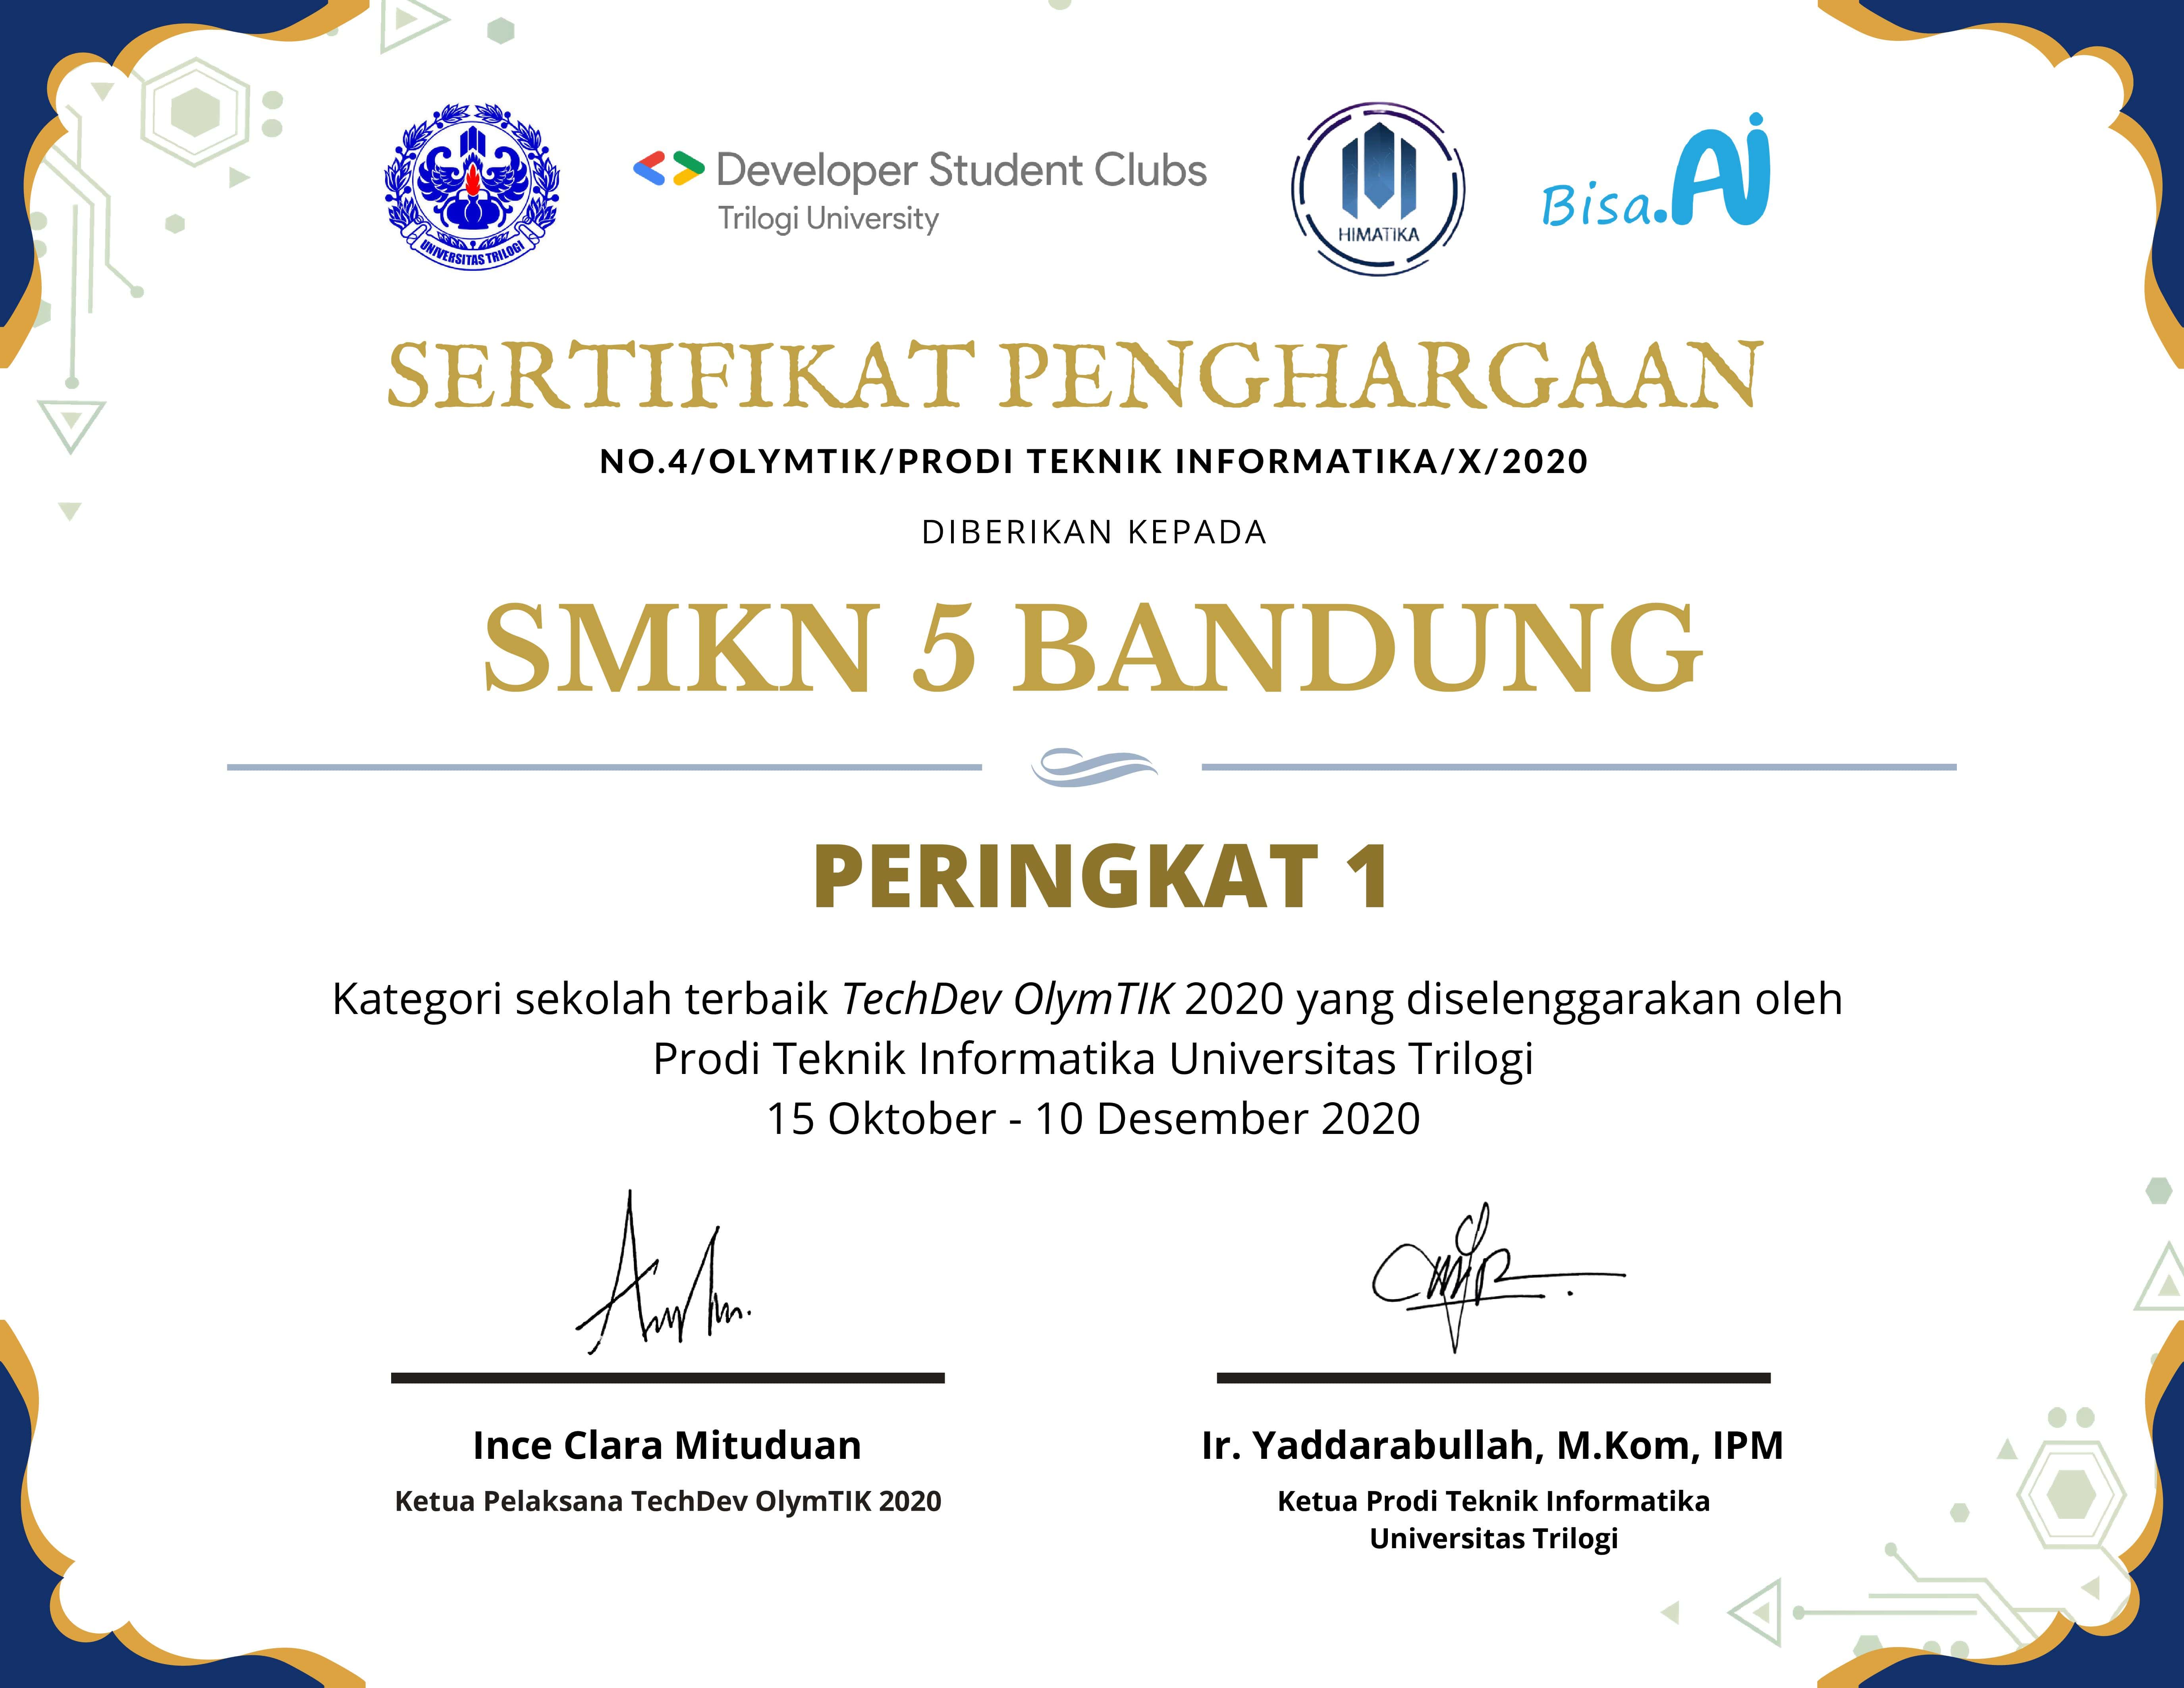 UNIVERSITAS TRILOGI
Developer Student Clubs
Trilogi University
HIMATIKA
Bisa.Ai
SERTIFIKAT PENGHARGAAN
NO.4/OLYMTIK/PRODI TEKNIK INFORMATIKA/X/2020
DIBERIKAN KEPADA
SMKN 5 BANDUNG
PERINGKAT 1
Kategori sekolah terbaik TechDev OlymTIK 2020 yang diselenggarakan oleh
Prodi Teknik Informatika Universitas Trilogi
15 Oktober - 10 Desember 2020
Ince Clara Mituduan
Ketua Pelaksana TechDev OlymTIK 2020
Ir. Yaddarabullah, M.Kom, IPM
Ketua Prodi Teknik Informatika
Universitas Trilogi